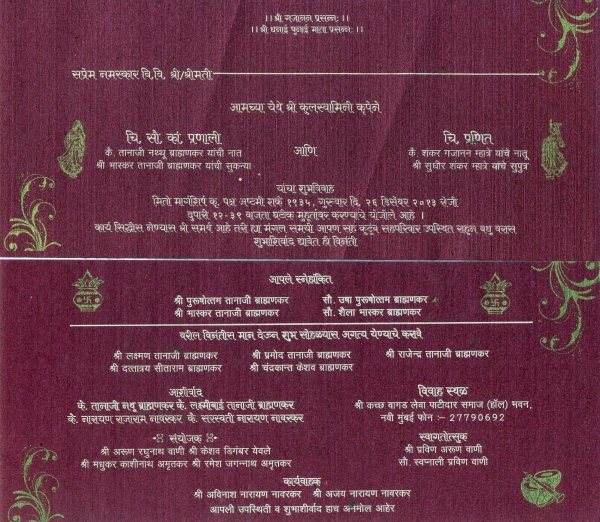 ।। श्री गजानन प्रसन्न: ।।
।। श्री धनाई पुनाई माता प्रसन्न: ।।
सप्रेम नमस्कार वि.वि. श्री/श्रीमती
आमच्या येथे श्री कुलस्वामिनी कृपेने
चि. सौ. कां. प्रणाली
कै. तानाजी नथ्थू ब्राह्मणकर यांची नात
श्री भास्कर तानाजी ब्राह्मणकर यांची सुकन्या
आणि
चि. प्रणित
कै. शंकर गजानन म्हात्रे यांचे नातू
श्री सुधीर शंकर म्हात्रे यांचे सुपुत्र
यांचा शुभविवाह
मिती मार्गशिर्ष कृ. पक्ष अष्टमी शके १९३५, गुरूवार दि. २६ डिसेंबर २०१३ रोजी
दुपारी १२-३९ वाजता घटीक मुहूर्तावर करण्याचे योजीले आहे ।
कार्य सिद्धीस नेण्यास श्री समर्थ आहे तरी ह्या मंगल समयी आपण सह कुटुंब सहपरिवार उपस्थित राहून वधु वरास
शुभाशिर्वाद द्यावेत ही विनंती
आपले स्नेहांकित
श्री पुरूषोत्तम तानाजी ब्राह्मणकर सौ. उषा पुरूषोत्तम ब्राह्मणकर
श्री भास्कर तानाजी ब्राह्मणकर सौ. शैला भास्कर ब्राह्मणकर
वरील विनंतीस मान देऊन शुभ सोहळ्यास अगत्य येण्याचे करावे
श्री लक्ष्मण तानाजी ब्राह्मणकर श्री प्रमोद तानाजी ब्राह्मणकर श्री राजेन्द्र तानाजी ब्राह्मणकर
श्री दत्तात्रय सीताराम ब्राह्मणकर श्री चंद्रकान्त केशव ब्राह्मणकर
आशीर्वाद
कै. तानाजी नथु ब्राह्मणकर कै. लक्ष्मीबाई तानाजी ब्राह्मणकर
कै. नारायण राजाराम नावरकर कै. सरस्वती नारायण नावरकर
विवाह स्थळ
श्री कच्छ वागड लेवा पाटीदार समाज (हॉल) भवन,
नवी मुंबई फोन :- 27790692
संयोजक
श्री अरूण रघुनाथ वाणी श्री केशव डिगंबर येवले
श्री मधुकर काशीनाथ अमृतकर श्री रमेश जगन्नाथ अमृतकर
स्वागतोत्सुक
श्री प्रविण अरूण वाणी
सौ. स्वप्नाली प्रविण वाणी
कार्यवाहक
श्री अविनाश नारायण नावरकर श्री अजय नारायण नावरकर
आपली उपस्थिती व शुभाशीर्वाद हाच अनमोल आहेर